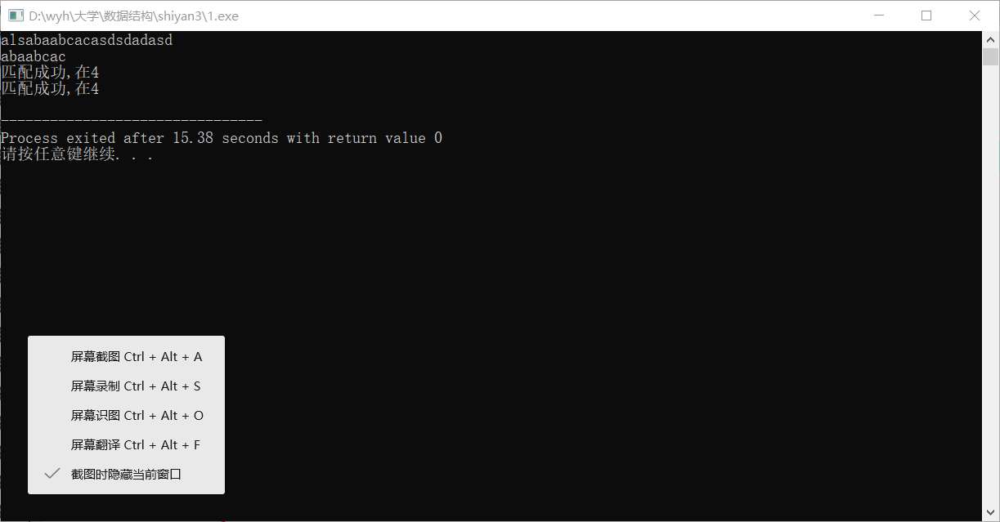 D:\wyh\大学\数据结构\shiyan3\1.exe
alsabaabcacasdsdadasd
abaabcac
匹配成功,在4
匹配成功,在4
--------------------------------
Process exited after 15.38 seconds with return value 0
请按任意键继续. . .
屏幕截图 Ctrl + Alt + A
屏幕录制 Ctrl + Alt + S
屏幕识图 Ctrl + Alt + O
屏幕翻译 Ctrl + Alt + F
截图时隐藏当前窗口